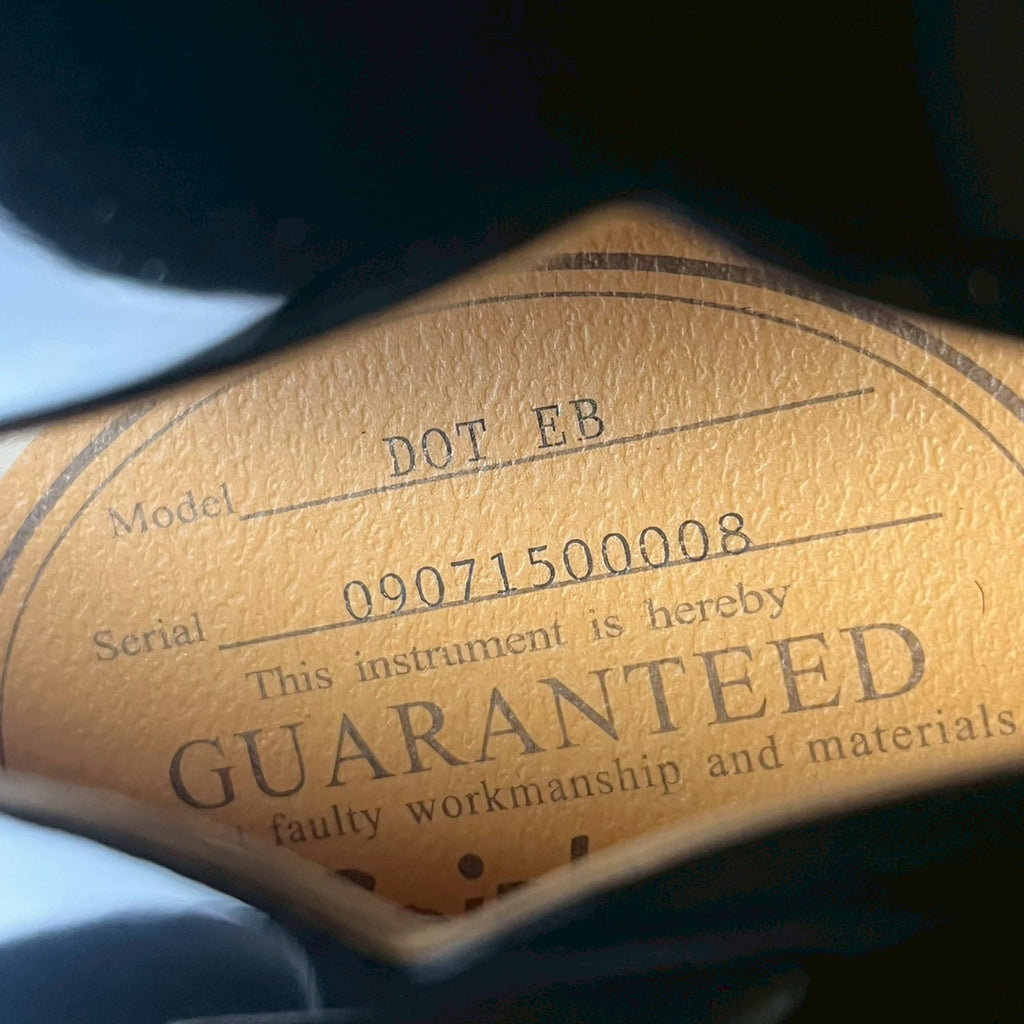 Model DOT EB
Serial 09071500008
This instrument is hereby
GUARANTEED
faulty workmanship and materials